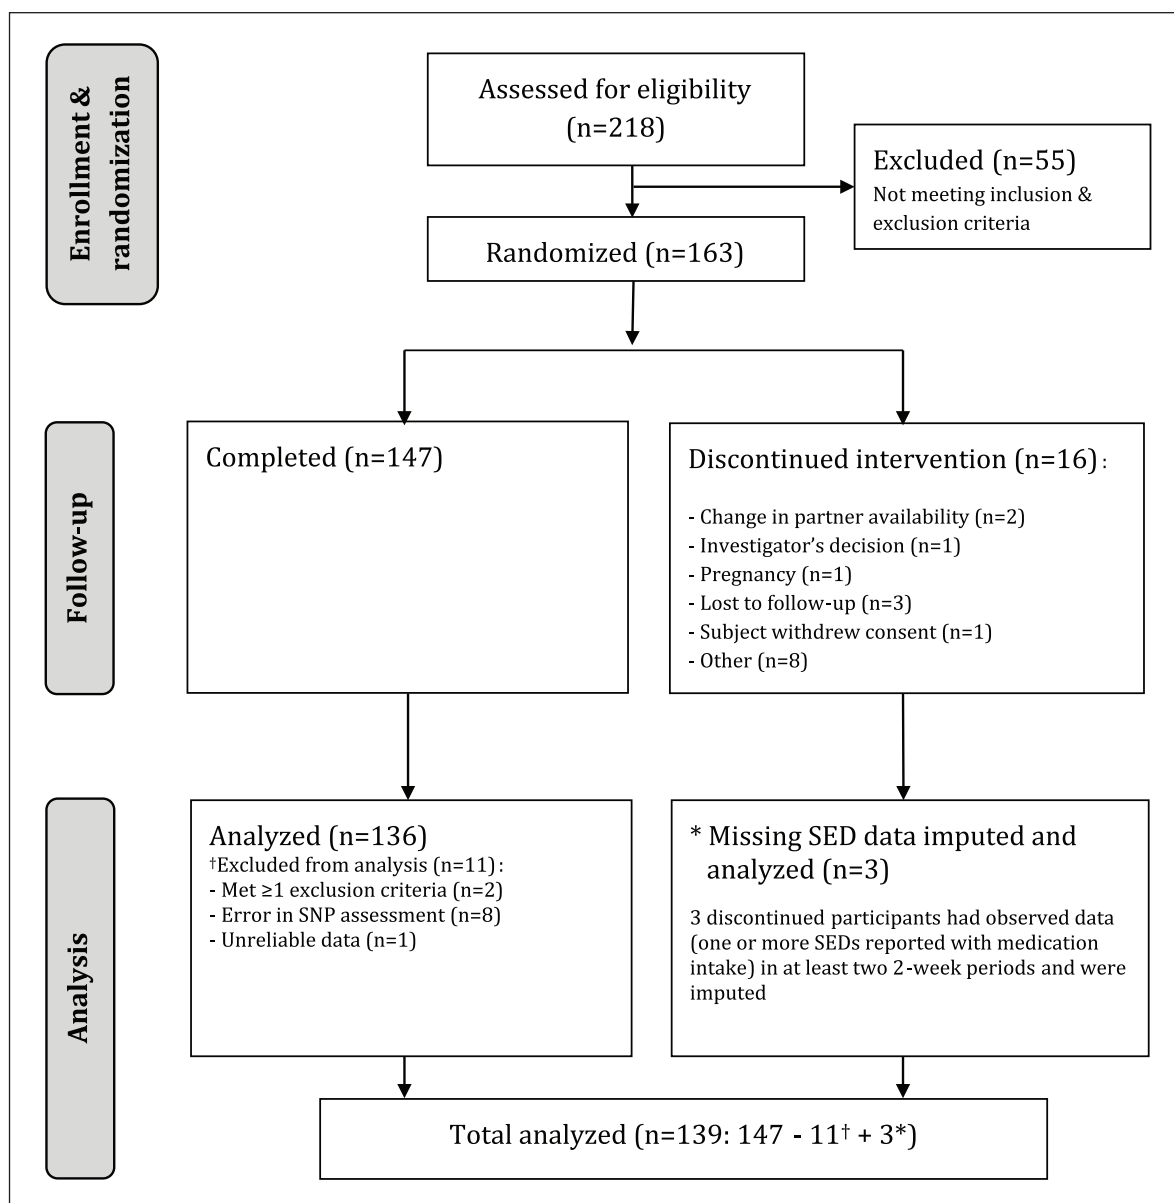 Enrollment &
randomization
Assessed for eligibility
(n=218)
Excluded (n=55)
Not meeting inclusion &
exclusion criteria
Randomized (n=163)
Follow-up
Completed (n=147)
Discontinued intervention (n=16):
- Change in partner availability (n=2)
- Investigator’s decision (n=1)
- Pregnancy (n=1)
- Lost to follow-up (n=3)
- Subject withdrew consent (n=1)
- Other (n=8)
Analysis
Analyzed (n=136)
†Excluded from analysis (n=11):
- Met ≥1 exclusion criteria (n=2)
- Error in SNP assessment (n=8)
- Unreliable data (n=1)
* Missing SED data imputed and
analyzed (n=3)
3 discontinued participants had observed data
(one or more SEDs reported with medication
intake) in at least two 2-week periods and were
imputed
Total analyzed (n=139: 147 - 11† + 3*)